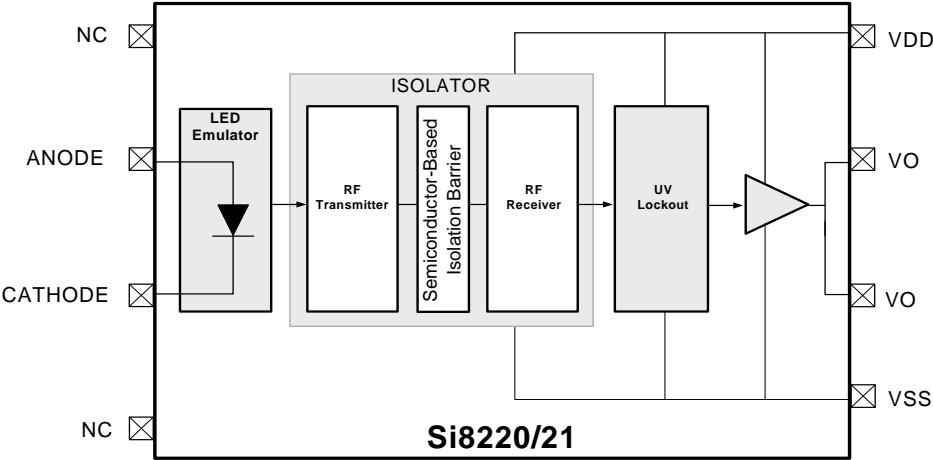 NC
VDD
ISOLATOR
LED
Emulator
ANODE
VO
RF
Transmitter
Semiconductor-Based
Isolation Barrier
RF
Receiver
UV
Lockout
CATHODE
VO
VSS
NC
Si8220/21